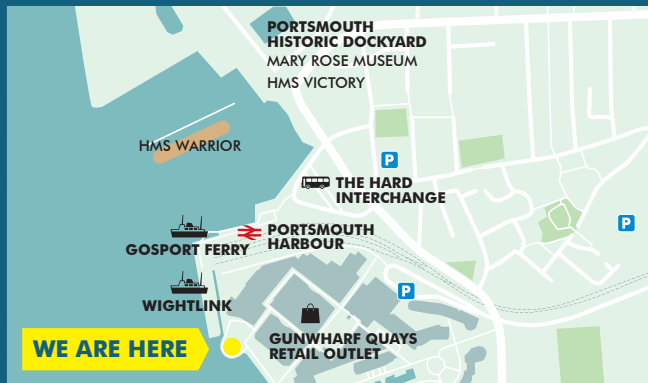 PORTSMOUTH
HISTORIC DOCKYARD
MARY ROSE MUSEUM
HMS VICTORY
HMS WARRIOR
P
THE HARD
INTERCHANGE
P
PORTSMOUTH
HARBOUR
GOSPORT FERRY
P
WIGHTLINK
GUNWHARF QUAYS
RETAIL OUTLET
WE ARE HERE